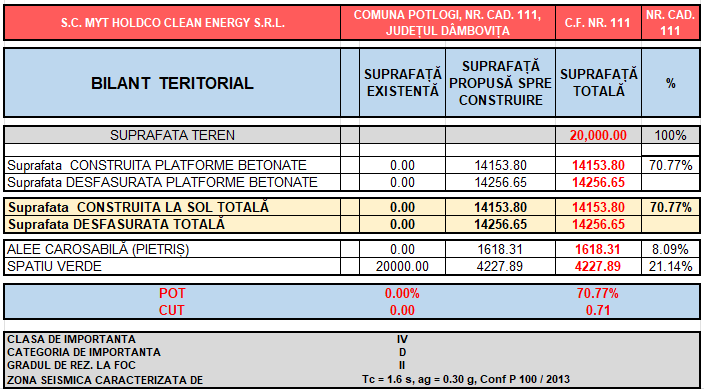 S.C. MYT HOLDCO CLEAN ENERGY S.R.L. COMUNA POTLOGI, NR. CAD. 111, JUDEȚUL DÂMBOVIȚA C.F. NR. 111 NR. CAD. 111
BILANT TERITORIAL SUPRAFAȚĂ EXISTENTĂ SUPRAFAȚĂ PROPUSĂ SPRE CONSTRUIRE SUPRAFAȚĂ TOTALĂ %
SUPRAFATA TEREN 20,000.00 100%
Suprafata CONSTRUITA PLATFORME BETONATE 0.00 14153.80 14153.80 70.77%
Suprafata DESFASURATA PLATFORME BETONATE 0.00 14256.65 14256.65
Suprafata CONSTRUITA LA SOL TOTALĂ 0.00 14153.80 14153.80 70.77%
Suprafata DESFASURATA TOTALĂ 0.00 14256.65 14256.65
ALEE CAROSABILĂ (PIETRIȘ) 0.00 1618.31 1618.31 8.09%
SPATIU VERDE 20000.00 4227.89 4227.89 21.14%
POT 0.00% 70.77%
CUT 0.00 0.71
CLASA DE IMPORTANTA IV
CATEGORIA DE IMPORTANTA D
GRADUL DE REZ. LA FOC II
ZONA SEISMICA CARACTERIZATA DE Tc = 1.6 s, ag = 0.30 g, Conf P 100 / 2013